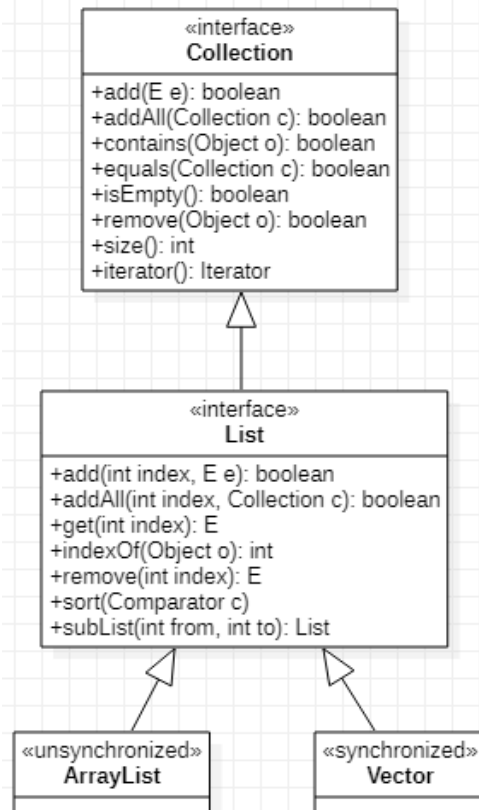 «interface»
Collection
+add(E e): boolean
+addAll(Collection c): boolean
+contains(Object o): boolean
+equals(Collection c): boolean
+isEmpty(): boolean
+remove(Object o): boolean
+size(): int
+iterator(): Iterator
«interface»
List
+add(int index, E e): boolean
+addAll(int index, Collection c): boolean
+get(int index): E
+indexOf(Object o): int
+remove(int index): E
+sort(Comparator c)
+subList(int from, int to): List
«unsynchronized»
ArrayList
«synchronized»
Vector